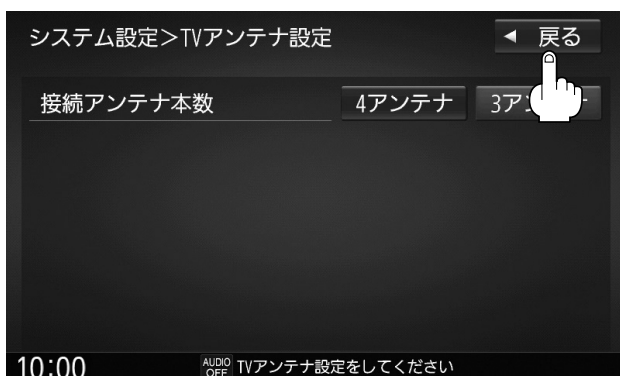 システム設定＞TVアンテナ設定
◀ 戻る
接続アンテナ本数
4アンテナ
10:00
AUDIO OFF TVアンテナ設定をしてください